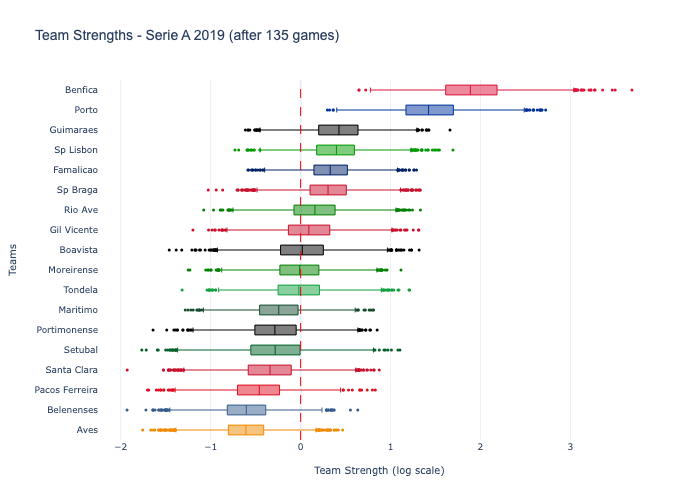 Team Strengths - Serie A 2019 (after 135 games)
Benfica
Porto
Guimaraes
Sp Lisbon
Famalicao
Sp Braga
Rio Ave
Gil Vicente
Boavista
Moreirense
Tondela
Maritimo
Portimonense
Setubal
Santa Clara
Pacos Ferreira
Belenenses
Aves
Teams
−2 −1 0 1 2 3
Team Strength (log scale)